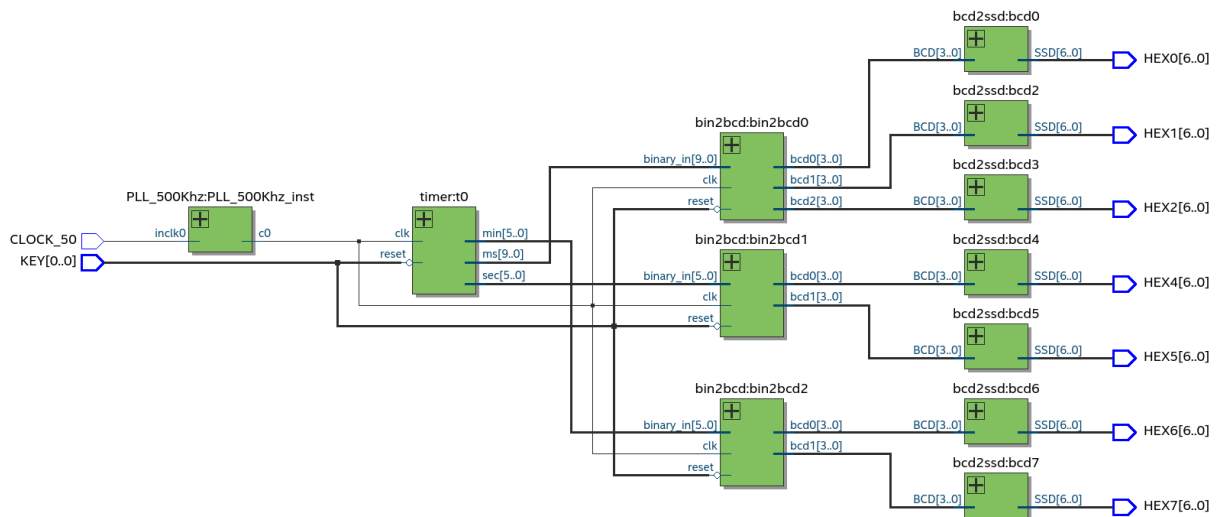 bcd2ssd:bcd0
BCD[3..0] SSD[6..0] HEX0[6..0]
bcd2ssd:bcd2
BCD[3..0] SSD[6..0] HEX1[6..0]
bcd2ssd:bcd3
BCD[3..0] SSD[6..0] HEX2[6..0]
bin2bcd:bin2bcd0
binary_in[9..0] bcd0[3..0]
clk bcd1[3..0]
reset bcd2[3..0]
PLL_500Khz:PLL_500Khz_inst
CLOCK_50 inclk0 c0
KEY[0..0]
timer:t0
clk min[5..0]
reset ms[9..0]
sec[5..0]
bin2bcd:bin2bcd1
binary_in[5..0] bcd0[3..0]
clk bcd1[3..0]
reset
bcd2ssd:bcd4
BCD[3..0] SSD[6..0] HEX4[6..0]
bcd2ssd:bcd5
BCD[3..0] SSD[6..0] HEX5[6..0]
bin2bcd:bin2bcd2
binary_in[5..0] bcd0[3..0]
clk bcd1[3..0]
reset
bcd2ssd:bcd6
BCD[3..0] SSD[6..0] HEX6[6..0]
bcd2ssd:bcd7
BCD[3..0] SSD[6..0] HEX7[6..0]